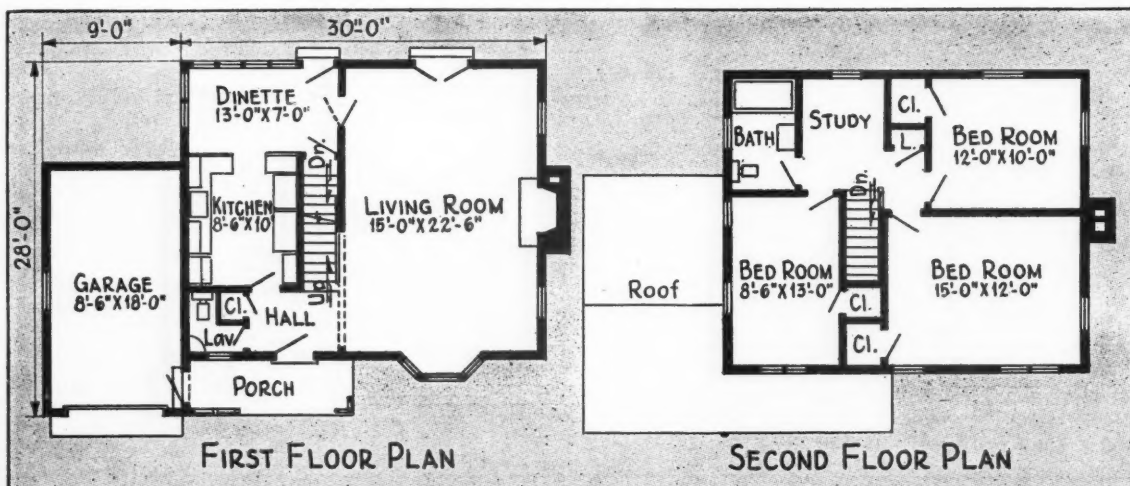 9'-0"
30'-0"
28'-0"
DINETTE
13'-0"X7'-0"
Dn.
KITCHEN
8'-6"X10'
LIVING ROOM
15'-0"X22'-6"
GARAGE
8'-6"X18'-0"
Up
Cl.
HALL
Lav.
PORCH
FIRST FLOOR PLAN
BATH
STUDY
Cl.
L.
BED ROOM
12'-0"X10'-0"
Dn.
BED ROOM
8'-6"X13'-0"
BED ROOM
15'-0"X12'-0"
Roof
Cl.
Cl.
SECOND FLOOR PLAN